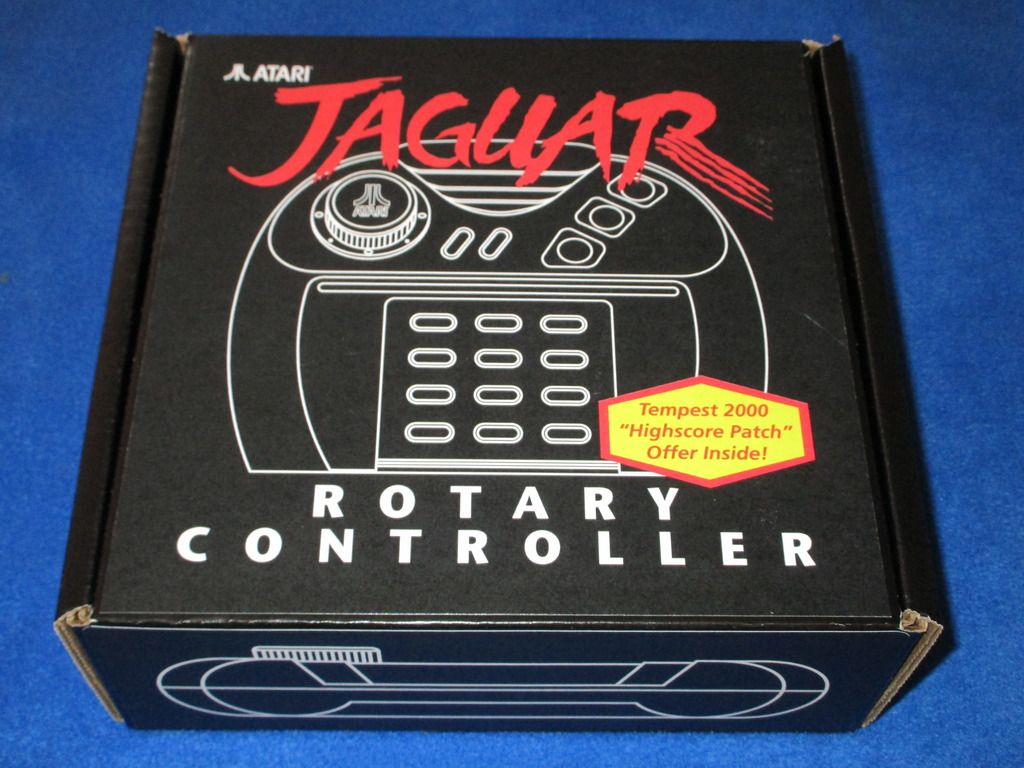 ATARI
JAGUAR
ATARI
Tempest 2000
“Highscore Patch”
Offer Inside!
ROTARY
CONTROLLER